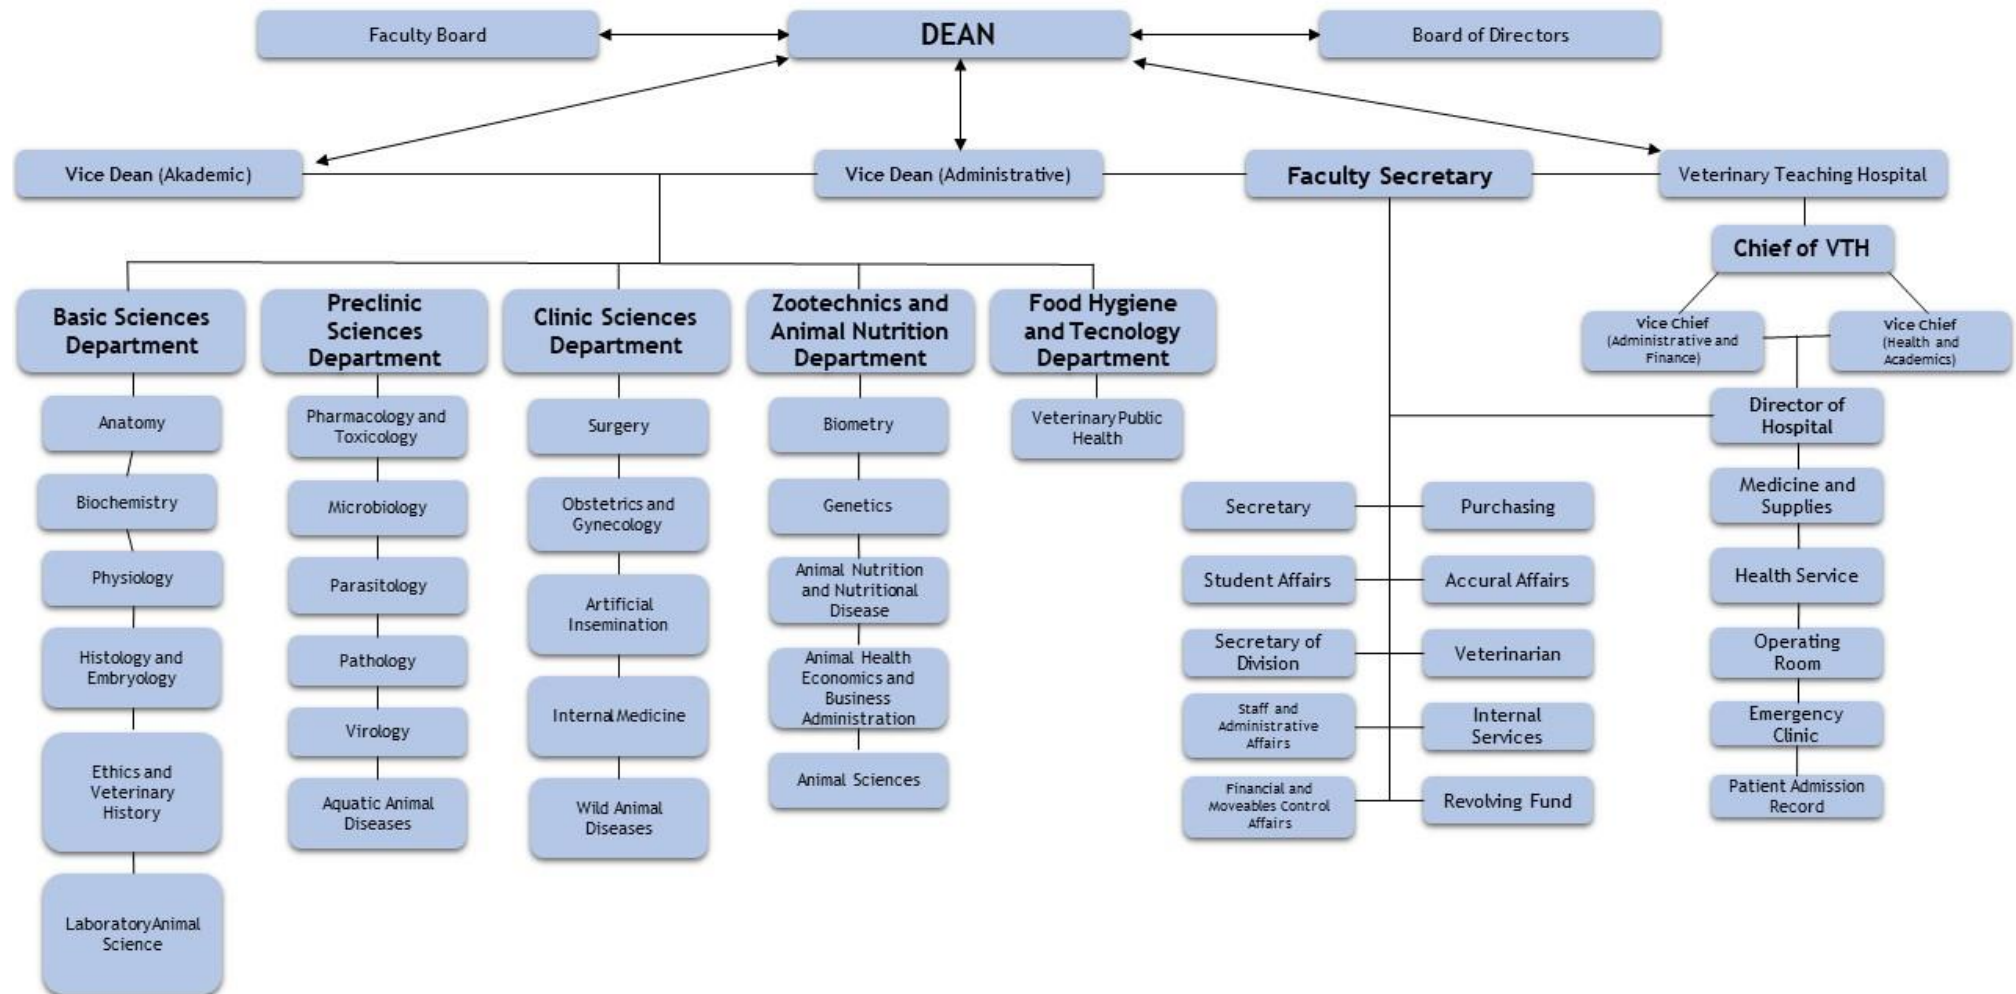 Faculty Board
DEAN
Board of Directors
Vice Dean (Akademic)
Vice Dean (Administrative)
Faculty Secretary
Veterinary Teaching Hospital
Chief of VTH
Vice Chief
(Administrative and
Finance)
Vice Chief
(Health and
Academics)
Basic Sciences
Department
Preclinic
Sciences
Department
Clinic Sciences
Department
Zootechnics and
Animal Nutrition
Department
Food Hygiene
and Tecnology
Department
Anatomy
Biochemistry
Physiology
Histology and
Embryology
Ethics and
Veterinary
History
Laboratory Animal
Science
Pharmacology and
Toxicology
Microbiology
Parasitology
Pathology
Virology
Aquatic Animal
Diseases
Surgery
Obstetrics and
Gynecology
Artificial
Insemination
Internal Medicine
Wild Animal
Diseases
Biometry
Genetics
Animal Nutrition
and Nutritional
Disease
Animal Health
Economics and
Business
Administration
Animal Sciences
Veterinary Public
Health
Secretary
Student Affairs
Secretary of
Division
Staff and
Administrative
Affairs
Financial and
Moveables Control
Affairs
Purchasing
Accural Affairs
Veterinarian
Internal
Services
Revolving Fund
Director of
Hospital
Medicine and
Supplies
Health Service
Operating
Room
Emergency
Clinic
Patient Admission
Record